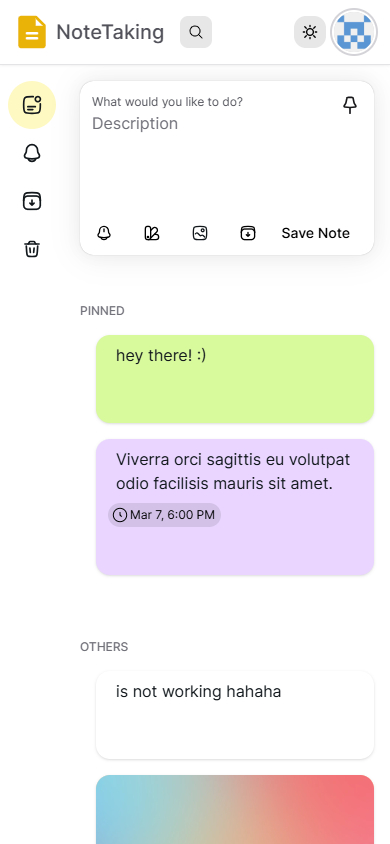 NoteTaking
What would you like to do?
Description
Save Note
PINNED
hey there! :)
Viverra orci sagittis eu volutpat
odio facilisis mauris sit amet.
Mar 7, 6:00 PM
OTHERS
is not working hahaha